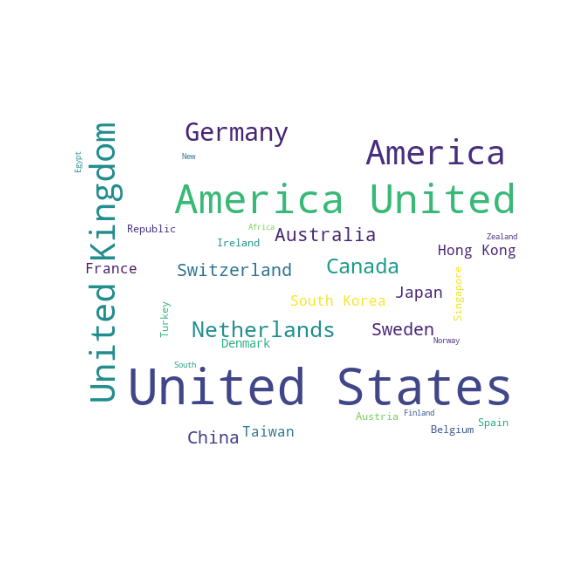 Germany
New
America
America United
United Kingdom
Egypt
Republic
Africa
Ireland
Australia
Zealand
Hong Kong
France
Switzerland
Canada
Singapore
South Korea
Japan
Turkey
Netherlands
Denmark
Sweden
Norway
South
United States
Austria
Finland
Belgium
Spain
China
Taiwan